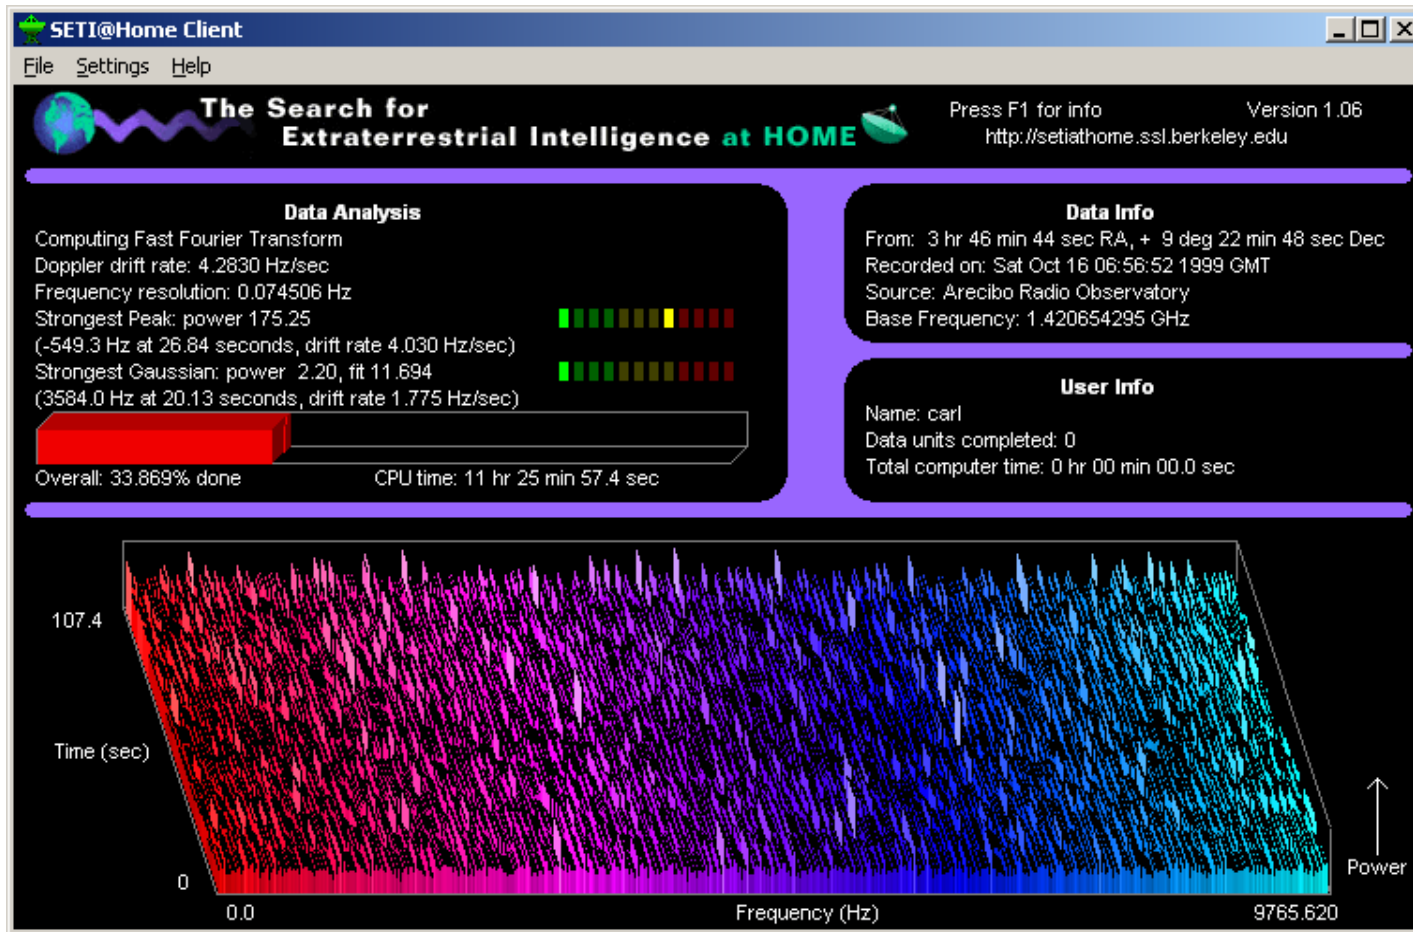 SETI@Home Client
File Settings Help
The Search for
Extraterrestrial Intelligence at HOME
Press F1 for info Version 1.06
http://setiathome.ssl.berkeley.edu
Data Analysis
Computing Fast Fourier Transform
Doppler drift rate: 4.2830 Hz/sec
Frequency resolution: 0.074506 Hz
Strongest Peak: power 175.25
(-549.3 Hz at 26.84 seconds, drift rate 4.030 Hz/sec)
Strongest Gaussian: power 2.20, fit 11.694
(3584.0 Hz at 20.13 seconds, drift rate 1.775 Hz/sec)
Overall: 33.869% done CPU time: 11 hr 25 min 57.4 sec
Data Info
From: 3 hr 46 min 44 sec RA, + 9 deg 22 min 48 sec Dec
Recorded on: Sat Oct 16 06:56:52 1999 GMT
Source: Arecibo Radio Observatory
Base Frequency: 1.420654295 GHz
User Info
Name: carl
Data units completed: 0
Total computer time: 0 hr 00 min 00.0 sec
107.4
Time (sec)
0
Power
0.0 Frequency (Hz) 9765.620